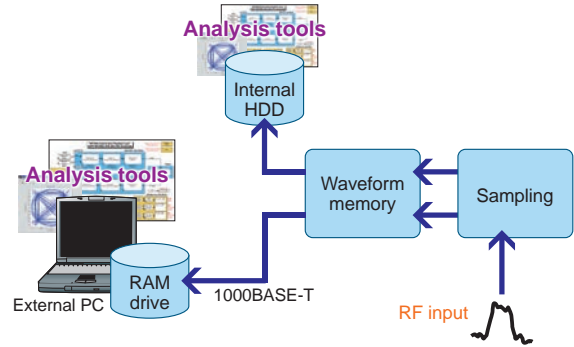 Analysis tools
Internal
HDD
Analysis tools
Waveform
memory
Sampling
RAM
drive
1000BASE-T
External PC
RF input